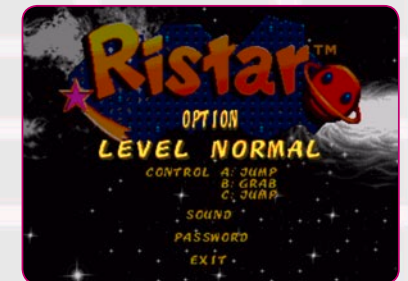 Ristar™
OPTION
LEVEL NORMAL
CONTROL A: JUMP
B: GRAB
C: JUMP
SOUND
PASSWORD
EXIT